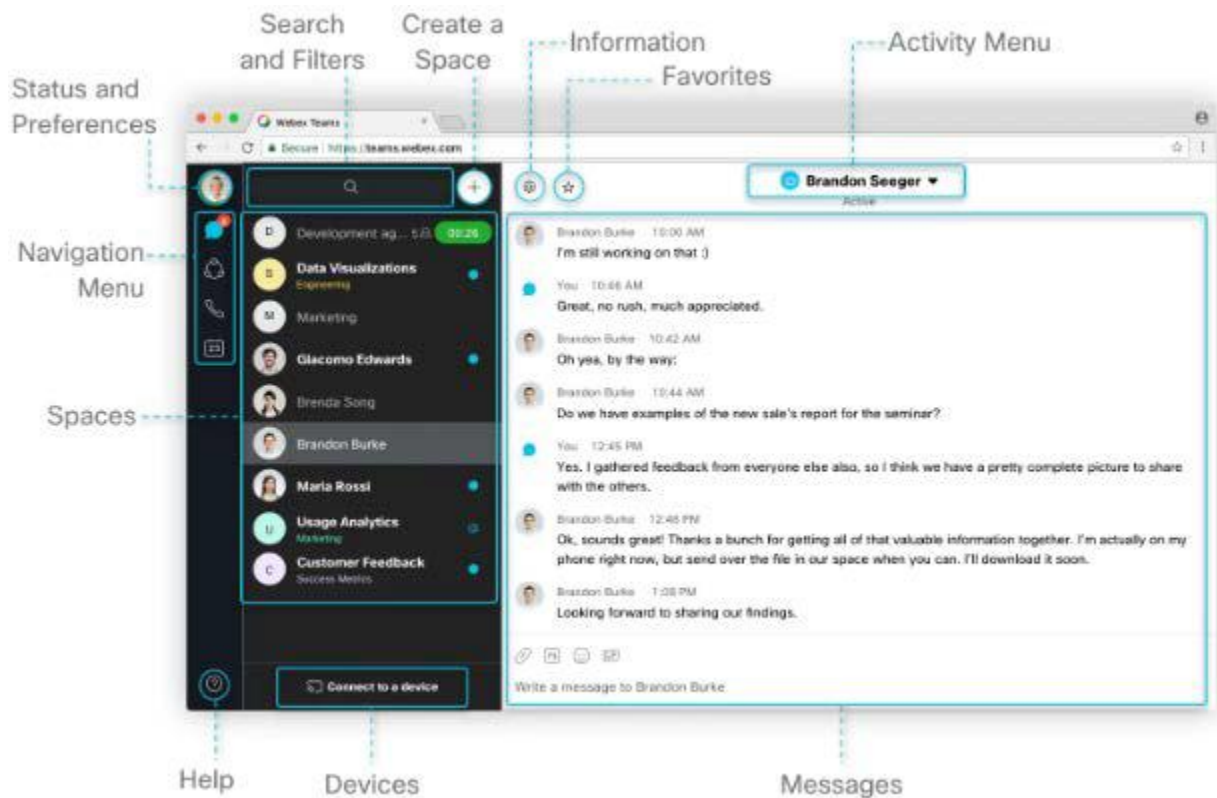 Search
and Filters
Create a
Space
Information
Favorites
Activity Menu
Status and
Preferences
Webex Teams
Secure https://teams.webex.com
Brandon Seeger
Active
Navigation
Menu
D Development ag... 00:26
Data Visualizations
Engineering
M Marketing
Giacomo Edwards
Spaces
Brenda Song
Brandon Burke
Maria Rossi
U Usage Analytics
Marketing
C Customer Feedback
Success Metrics
Connect to a device
Brandon Burke 10:00 AM
I'm still working on that :)
You 10:46 AM
Great, no rush, much appreciated.
Brandon Burke 10:42 AM
Oh yea, by the way:
Brandon Burke 10:44 AM
Do we have examples of the new sale's report for the seminar?
You 12:45 PM
Yes. I gathered feedback from everyone else also, so I think we have a pretty complete picture to share
with the others.
Brandon Burke 12:48 PM
Ok, sounds great! Thanks a bunch for getting all of that valuable information together. I'm actually on my
phone right now, but send over the file in our space when you can. I'll download it soon.
Brandon Burke 1:08 PM
Looking forward to sharing our findings.
Write a message to Brandon Burke
Help
Devices
Messages